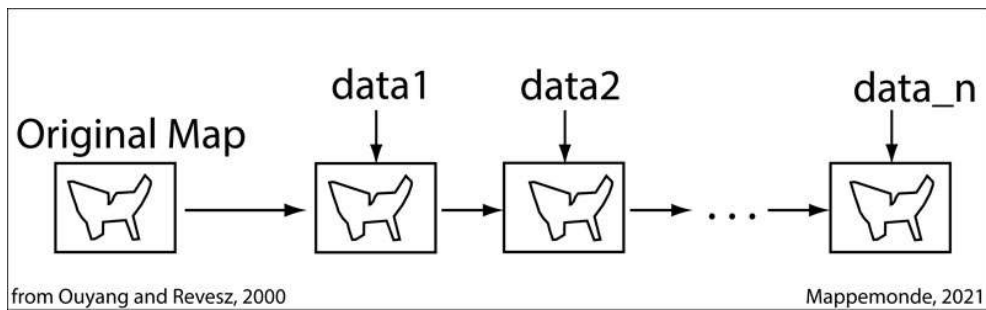 data1 data2 data_n
Original Map
. . .
from Ouyang and Revesz, 2000
Mappemonde, 2021